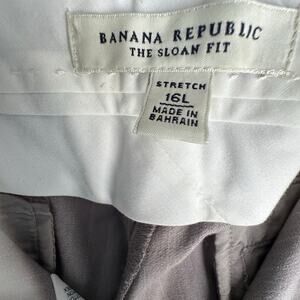 BANANA REPUBLIC
THE SLOAN FIT
STRETCH
16L
MADE IN
BAHRAIN